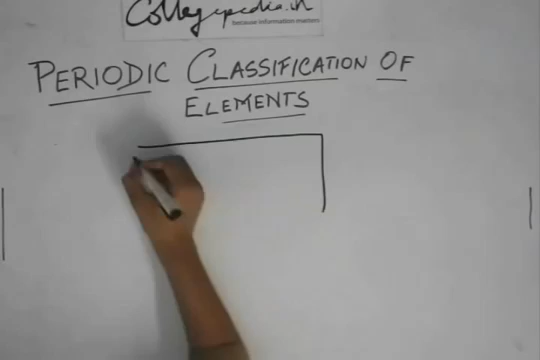 Collegepedia.in
because information matters
PERIODIC CLASSIFICATION OF
ELEMENTS